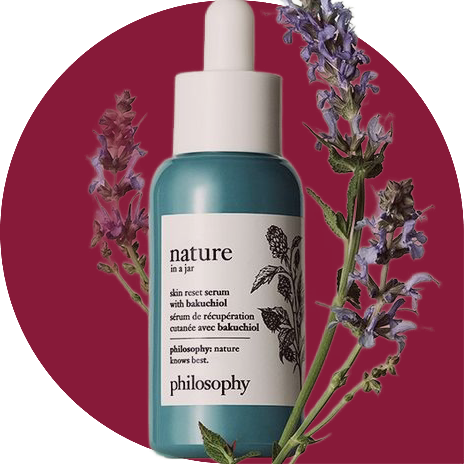 nature
in a jar
skin reset serum
with bakuchiol
sérum de récupération
cutanée avec bakuchiol
philosophy: nature
knows best.
philosophy